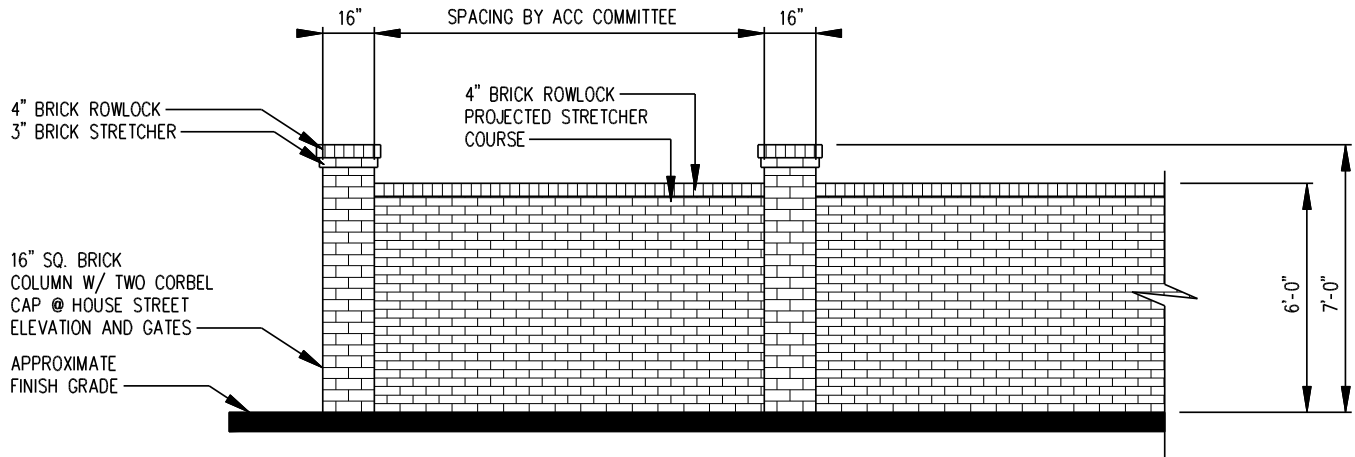 16"
SPACING BY ACC COMMITTEE
16"
4" BRICK ROWLOCK
3" BRICK STRETCHER
4" BRICK ROWLOCK
PROJECTED STRETCHER
COURSE
16" SQ. BRICK
COLUMN W/ TWO CORBEL
CAP @ HOUSE STREET
ELEVATION AND GATES
APPROXIMATE
FINISH GRADE
6'-0"
7'-0"